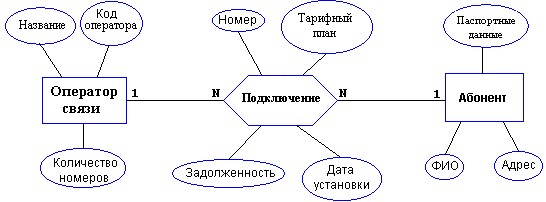 Название
Код
оператора
Номер
Тарифный
план
Паспортные
данные
Оператор
связи
1
N
Подключение
N
1
Абонент
Количество
номеров
Задолженность
Дата
установки
ФИО
Адрес